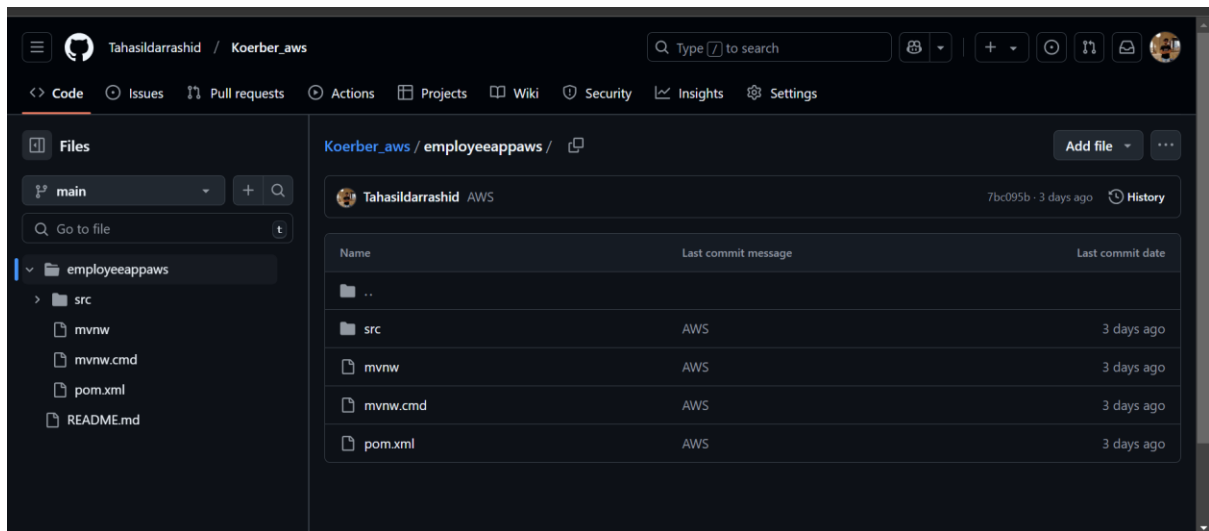 Tahasildarrashid / Koerber_aws
Type / to search
Code Issues Pull requests Actions Projects Wiki Security Insights Settings
Files
main
Go to file t
employeeappaws
src
mvnw
mvnw.cmd
pom.xml
README.md
Koerber_aws / employeeappaws /
Add file
Tahasildarrashid AWS 7bc095b · 3 days ago History
Name Last commit message Last commit date
..
src AWS 3 days ago
mvnw AWS 3 days ago
mvnw.cmd AWS 3 days ago
pom.xml AWS 3 days ago